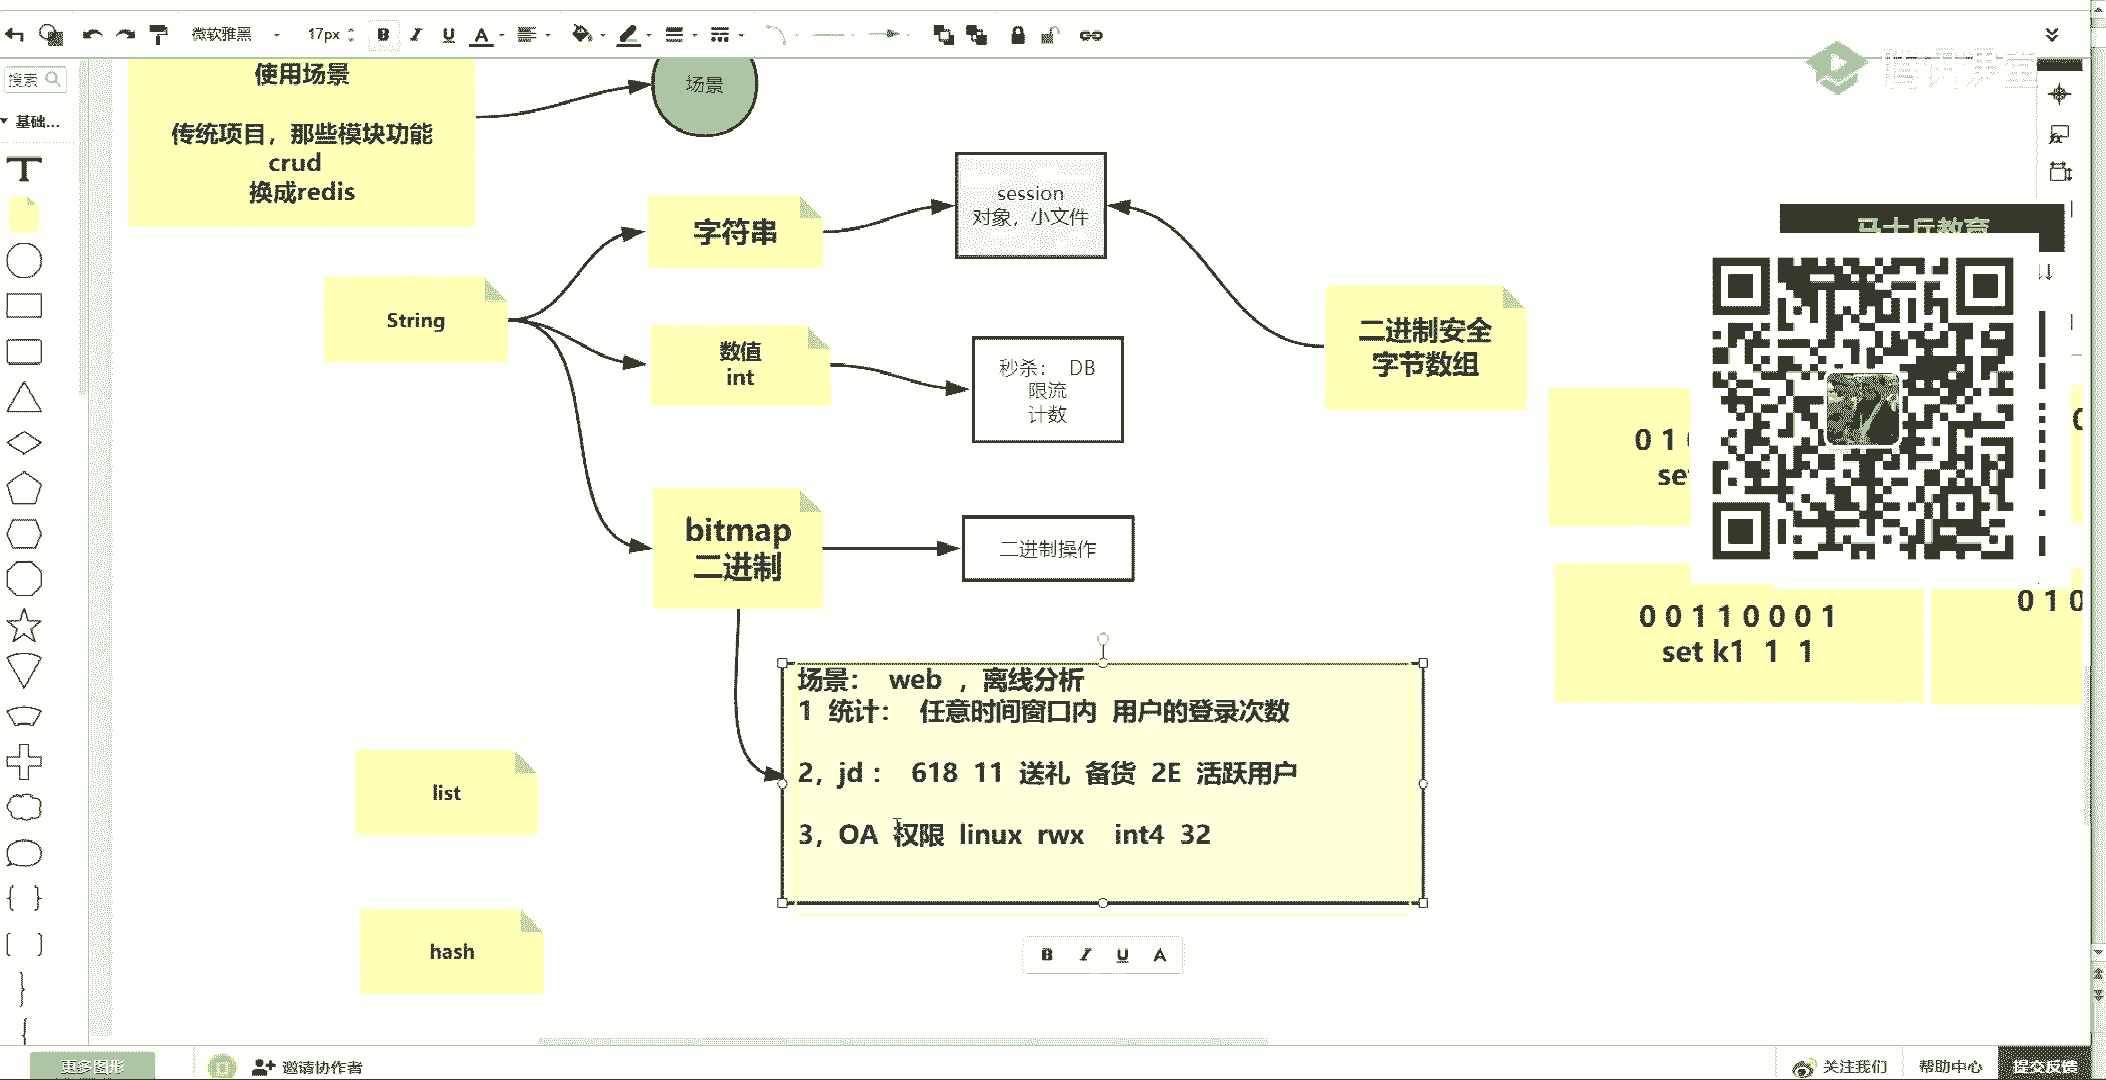 微软雅黑
17px
B
I
U
A
搜索
基础...
使用场景
传统项目，那些模块功能
crud
换成redis
场景
session
对象，小文件
字符串
String
数值
int
秒杀： DB
限流
计数
二进制安全
字节数组
马士兵教育
bitmap
二进制
二进制操作
0 1
set
0 0 1 1 0 0 0 1
set k1 1 1
0 1 0
场景： web ，离线分析
1 统计： 任意时间窗口内 用户的登录次数
2，jd： 618 11 送礼 备货 2E 活跃用户
3，OA 权限 linux rwx int4 32
list
hash
B
I
U
A
更多图形
邀请协作者
关注我们
帮助中心
提交反馈